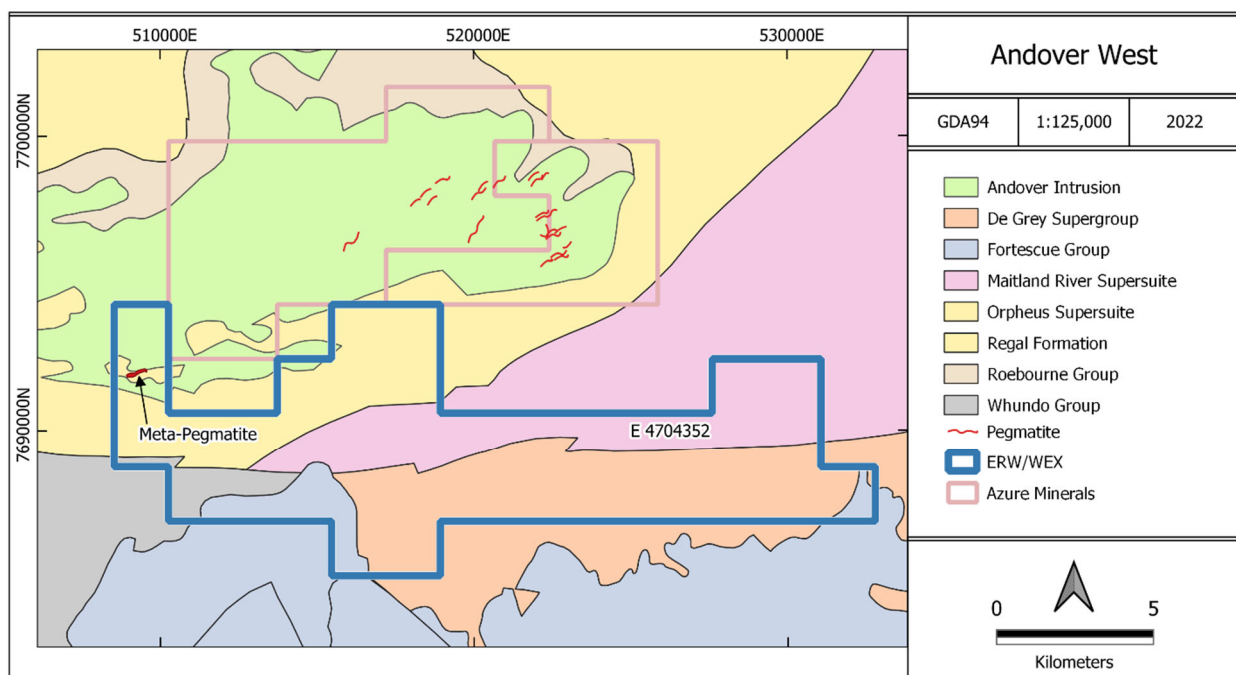 510000E
520000E
530000E
7700000N
7690000N
Meta-Pegmatite
E 4704352
Andover West
GDA94
1:125,000
2022
Andover Intrusion
De Grey Supergroup
Fortescue Group
Maitland River Supersuite
Orpheus Supersuite
Regal Formation
Roebourne Group
Whundo Group
Pegmatite
ERW/WEX
Azure Minerals
0
5
Kilometers